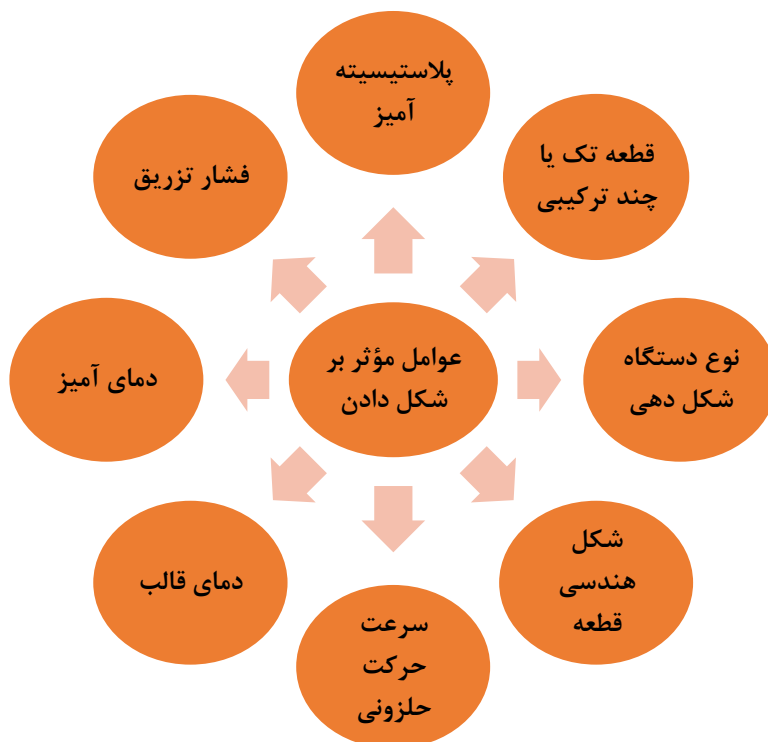 پلاستیسیته
آمیز
قطعه تک یا
چند ترکیبی
نوع دستگاه
شکل دهی
شکل
هندسی
قطعه
سرعت
حرکت
حلزونی
دمای قالب
دمای آمیز
فشار تزریق
عوامل مؤثر بر
شکل دادن